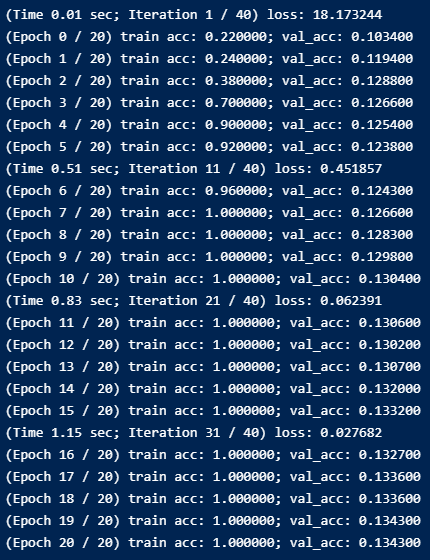 (Time 0.01 sec; Iteration 1 / 40) loss: 18.173244
(Epoch 0 / 20) train acc: 0.220000; val_acc: 0.103400
(Epoch 1 / 20) train acc: 0.240000; val_acc: 0.119400
(Epoch 2 / 20) train acc: 0.380000; val_acc: 0.128800
(Epoch 3 / 20) train acc: 0.700000; val_acc: 0.126600
(Epoch 4 / 20) train acc: 0.900000; val_acc: 0.125400
(Epoch 5 / 20) train acc: 0.920000; val_acc: 0.123800
(Time 0.51 sec; Iteration 11 / 40) loss: 0.451857
(Epoch 6 / 20) train acc: 0.960000; val_acc: 0.124300
(Epoch 7 / 20) train acc: 1.000000; val_acc: 0.126600
(Epoch 8 / 20) train acc: 1.000000; val_acc: 0.128300
(Epoch 9 / 20) train acc: 1.000000; val_acc: 0.129800
(Epoch 10 / 20) train acc: 1.000000; val_acc: 0.130400
(Time 0.83 sec; Iteration 21 / 40) loss: 0.062391
(Epoch 11 / 20) train acc: 1.000000; val_acc: 0.130600
(Epoch 12 / 20) train acc: 1.000000; val_acc: 0.130200
(Epoch 13 / 20) train acc: 1.000000; val_acc: 0.130700
(Epoch 14 / 20) train acc: 1.000000; val_acc: 0.132000
(Epoch 15 / 20) train acc: 1.000000; val_acc: 0.133200
(Time 1.15 sec; Iteration 31 / 40) loss: 0.027682
(Epoch 16 / 20) train acc: 1.000000; val_acc: 0.132700
(Epoch 17 / 20) train acc: 1.000000; val_acc: 0.133600
(Epoch 18 / 20) train acc: 1.000000; val_acc: 0.133600
(Epoch 19 / 20) train acc: 1.000000; val_acc: 0.134300
(Epoch 20 / 20) train acc: 1.000000; val_acc: 0.134300